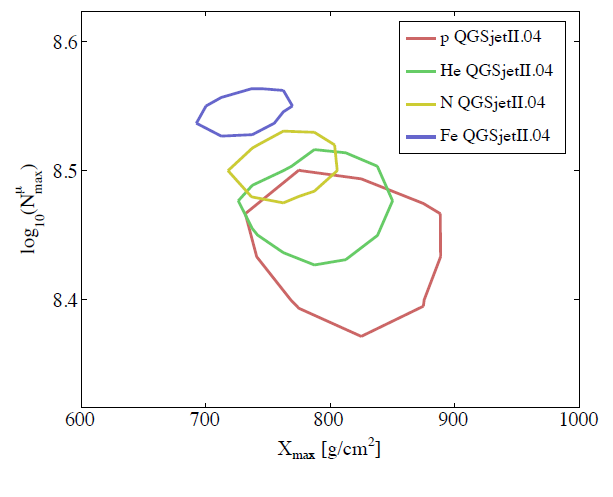 p QGSjetII.04
He QGSjetII.04
N QGSjetII.04
Fe QGSjetII.04
log₁₀(Nᵘₘₐₓ)
8.6
8.5
8.4
600 700 800 900 1000
Xₘₐₓ [g/cm²]